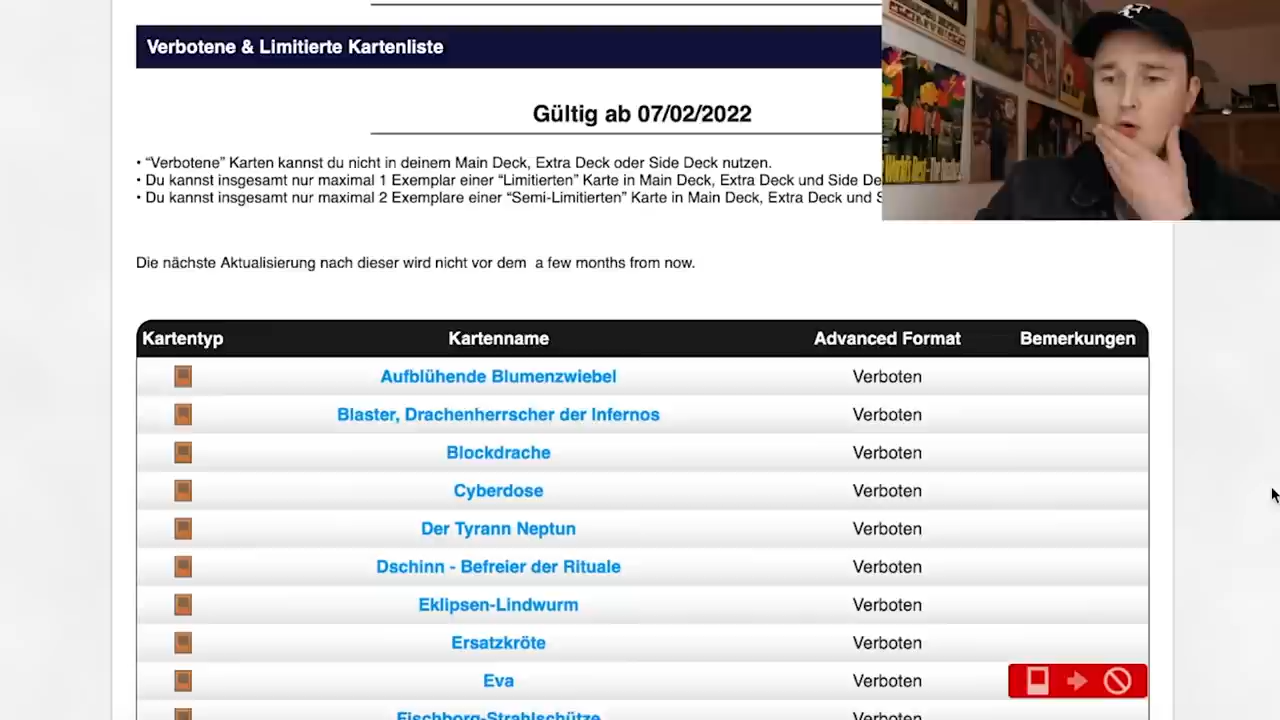 Verbotene & Limitierte Kartenliste
Gültig ab 07/02/2022
• “Verbotene” Karten kannst du nicht in deinem Main Deck, Extra Deck oder Side Deck nutzen.
• Du kannst insgesamt nur maximal 1 Exemplar einer “Limitierten” Karte in Main Deck, Extra Deck und Side De
• Du kannst insgesamt nur maximal 2 Exemplare einer “Semi-Limitierten” Karte in Main Deck, Extra Deck und S
Die nächste Aktualisierung nach dieser wird nicht vor dem a few months from now.
Kartentyp Kartenname Advanced Format Bemerkungen
Aufblühende Blumenzwiebel Verboten
Blaster, Drachenherrscher der Infernos Verboten
Blockdrache Verboten
Cyberdose Verboten
Der Tyrann Neptun Verboten
Dschinn - Befreier der Rituale Verboten
Eklipsen-Lindwurm Verboten
Ersatzkröte Verboten
Eva Verboten
Fischborg-Strahlschütze Verboten